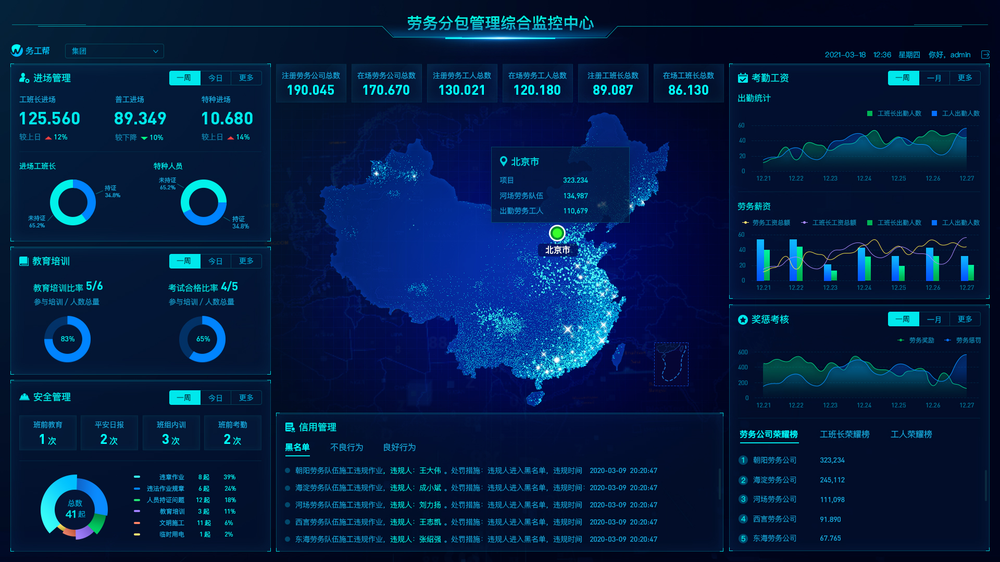 劳务分包管理综合监控中心
务工帮
集团
2021-03-18 12:36 星期四 你好，admin
进场管理
一周 今日 更多
工班长进场 普工进场 特种进场
125.560 89.349 10.680
较上日 12% 较下降 10% 较上日 14%
进场工班长 特种人员
持证
34.8%
未持证
65.2%
未持证
65.2%
持证
34.8%
教育培训
一周 今日 更多
教育培训比率 5/6 考试合格比率 4/5
参与培训 / 人数总量 参与培训 / 人数总量
83% 65%
安全管理
一周 今日 更多
班前教育 平安日报 班组内训 班前考勤
1 次 2 次 3 次 2 次
总数
41 起
违章作业 8 起 39%
违法作业规章 6 起 24%
人员持证问题 12 起 18%
教育培训 3 起 11%
文明施工 11 起 6%
临时用电 1 起 2%
注册劳务公司总数 在场劳务公司总数 注册劳务工人总数 在场劳务工人总数 注册工班长总数 在场工班长总数
190.045 170.670 130.021 120.180 89.087 86.130
北京市
项目 323.234
河场劳务队伍 134,987
出勤劳务工人 110,679
北京市
信用管理
黑名单 不良行为 良好行为
朝阳劳务队伍施工违规作业，违规人：王大伟 。处罚措施：违规人进入黑名单，违规时间 2020-03-09 20:20:47
海淀劳务队伍施工违规作业，违规人：成小斌 。处罚措施：违规人进入黑名单，违规时间：2020-03-09 20:20:47
河场劳务队伍施工违规作业，违规人：刘力扬 。处罚措施：违规人进入黑名单，违规时间 2020-03-09 20:20:47
西言劳务队伍施工违规作业，违规人：王志凯 。处罚措施：违规人进入黑名单，违规时间 2020-03-09 20:20:47
东海劳务队伍施工违规作业，违规人：张绍强 。处罚措施：违规人进入黑名单，违规时间 2020-03-09 20:20:47
考勤工资
一周 一月 更多
出勤统计
工班长出勤人数 工人出勤人数
60
40
20
0
12.21 12.22 12.23 12.24 12.25 12.26 12.27
劳务薪资
劳务工资总额 工班长工资总额 工班长出勤人数 工人出勤人数
60
40
20
0
12.21 12.22 12.23 12.24 12.25 12.26 12.27
奖惩考核
一周 一月 更多
劳务奖励 劳务惩罚
600
400
200
0
12.21 12.22 12.23 12.24 12.25 12.26 12.27
劳务公司荣耀榜 工班长荣耀榜 工人荣耀榜
1 朝阳劳务公司 323,234
2 海淀劳务公司 245,112
3 河场劳务公司 111,098
4 西言劳务公司 91.890
5 东海劳务公司 67.765